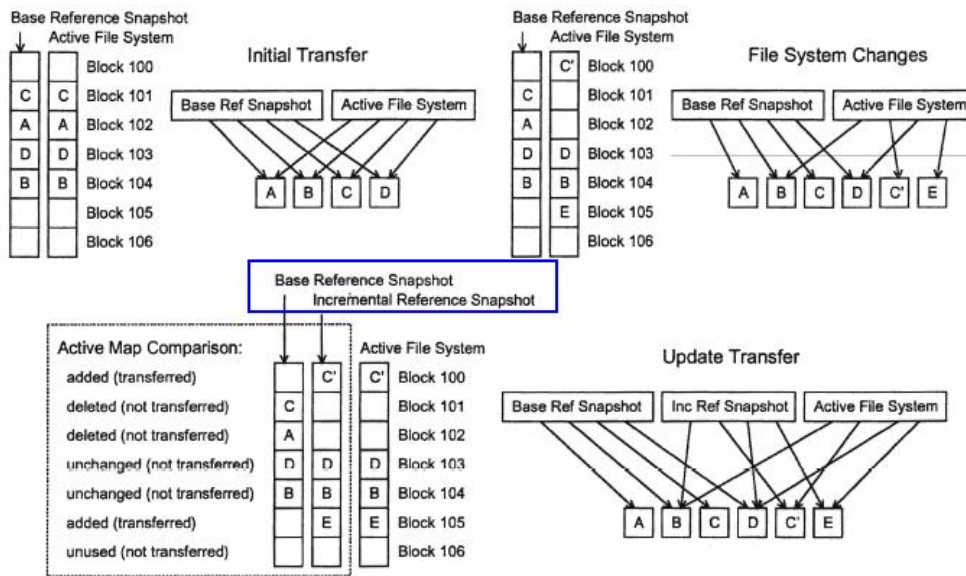 Base Reference Snapshot
Active File System
Initial Transfer
Block 100
C C Block 101
A A Block 102
D D Block 103
B B Block 104
Block 105
Block 106
Base Ref Snapshot Active File System
A B C D
Base Reference Snapshot
Active File System
File System Changes
C' Block 100
C Block 101
A Block 102
D D Block 103
B B Block 104
E Block 105
Block 106
Base Ref Snapshot Active File System
A B C D C' E
Base Reference Snapshot
Incremental Reference Snapshot
Active Map Comparison: Active File System
added (transferred) C' C' Block 100
deleted (not transferred) C Block 101
deleted (not transferred) A Block 102
unchanged (not transferred) D D D Block 103
unchanged (not transferred) B B B Block 104
added (transferred) E E Block 105
unused (not transferred) Block 106
Update Transfer
Base Ref Snapshot Inc Ref Snapshot Active File System
A B C D C' E